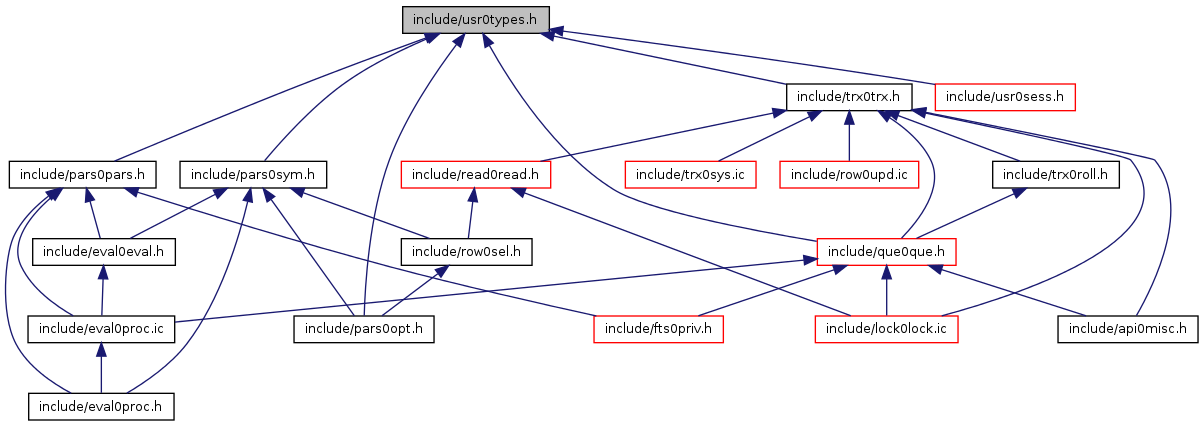 include/usr0types.h
include/trx0trx.h
include/usr0sess.h
include/pars0pars.h
include/pars0sym.h
include/read0read.h
include/trx0sys.ic
include/row0upd.ic
include/trx0roll.h
include/eval0eval.h
include/row0sel.h
include/que0que.h
include/eval0proc.ic
include/pars0opt.h
include/fts0priv.h
include/lock0lock.ic
include/api0misc.h
include/eval0proc.h